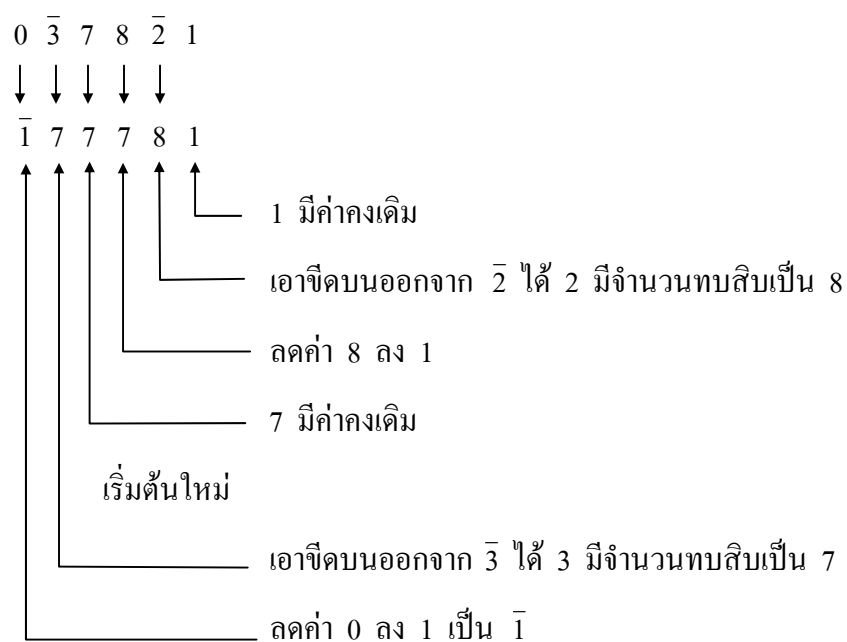 0 3̅ 7 8 2̅ 1
1̅ 7 7 7 8 1
1 มีค่าคงเดิม
เอาขีดบนออกจาก 2̅ ได้ 2 มีจำนวนทบสิบเป็น 8
ลดค่า 8 ลง 1
7 มีค่าคงเดิม
เริ่มต้นใหม่
เอาขีดบนออกจาก 3̅ ได้ 3 มีจำนวนทบสิบเป็น 7
ลดค่า 0 ลง 1 เป็น 1̅